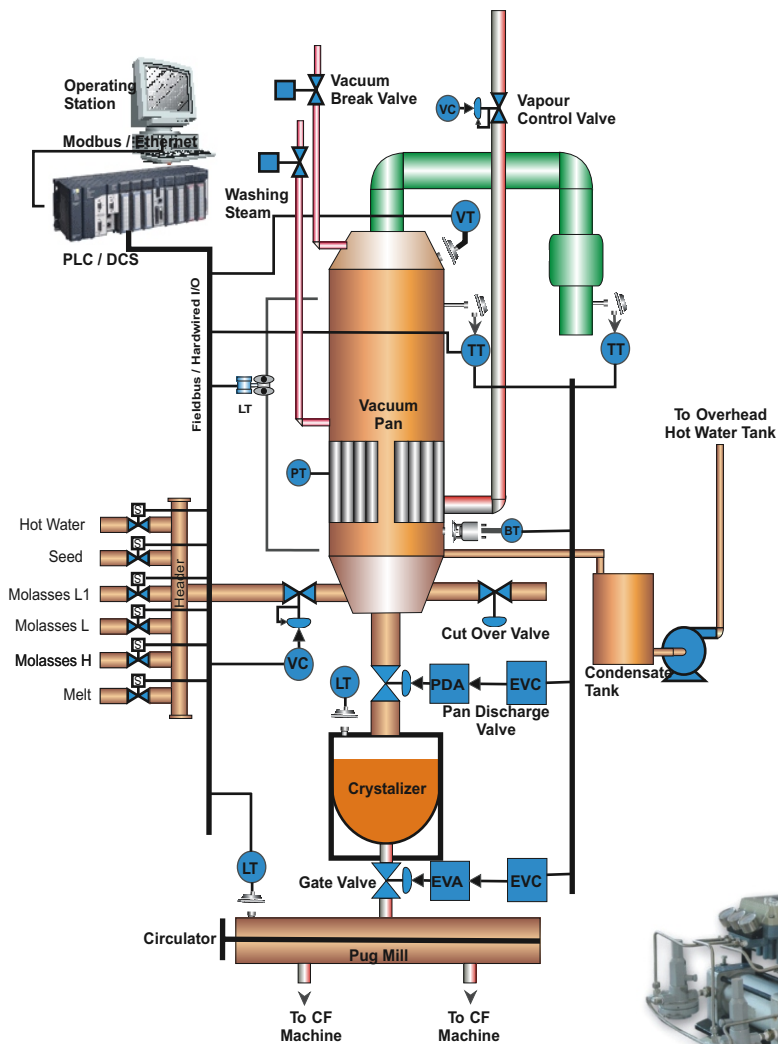 Operating
Station
Modbus / Ethernet
PLC / DCS
Vacuum
Break Valve
Washing
Steam
VC
Vapour
Control Valve
VT
TT
TT
Fieldbus / Hardwired I/O
LT
Vacuum
Pan
PT
BT
To Overhead
Hot Water Tank
Hot Water
S
Seed
S
Molasses L1
S
Molasses L
S
Molasses H
S
Melt
S
Header
VC
Cut Over Valve
Condensate
Tank
LT
PDA
EVC
Pan Discharge
Valve
Crystalizer
LT
Gate Valve
EVA
EVC
Circulator
Pug Mill
To CF
Machine
To CF
Machine